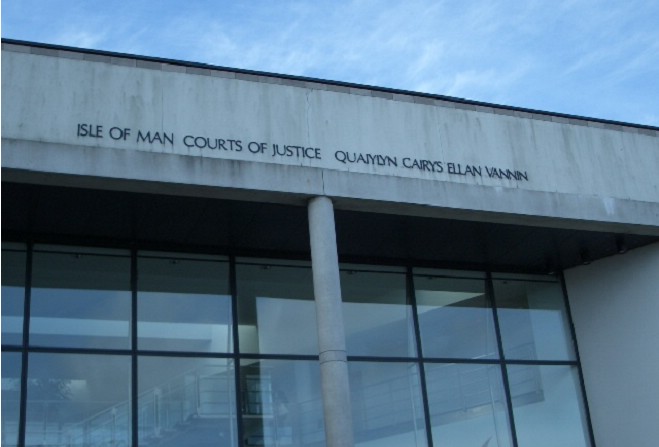 ISLE OF MAN COURTS OF JUSTICE QUAIYLYN CAIRYS ELLAN VANNIN